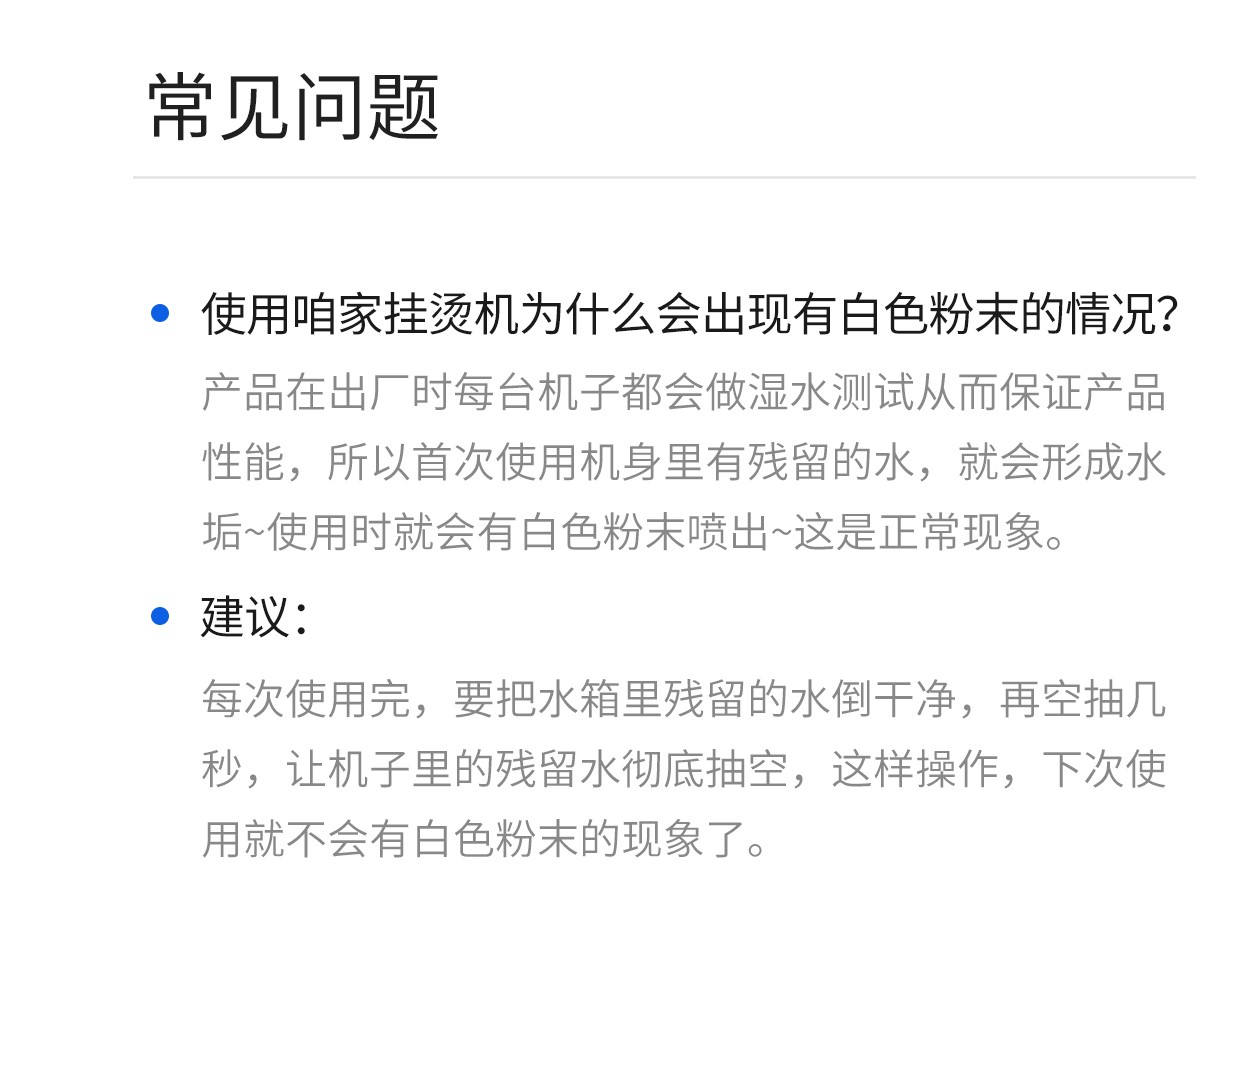 常见问题
使用咱家挂烫机为什么会出现有白色粉末的情况？
产品在出厂时每台机子都会做湿水测试从而保证产品
性能，所以首次使用机身里有残留的水，就会形成水
垢~使用时就会有白色粉末喷出~这是正常现象。
建议：
每次使用完，要把水箱里残留的水倒干净，再空抽几
秒，让机子里的残留水彻底抽空，这样操作，下次使
用就不会有白色粉末的现象了。